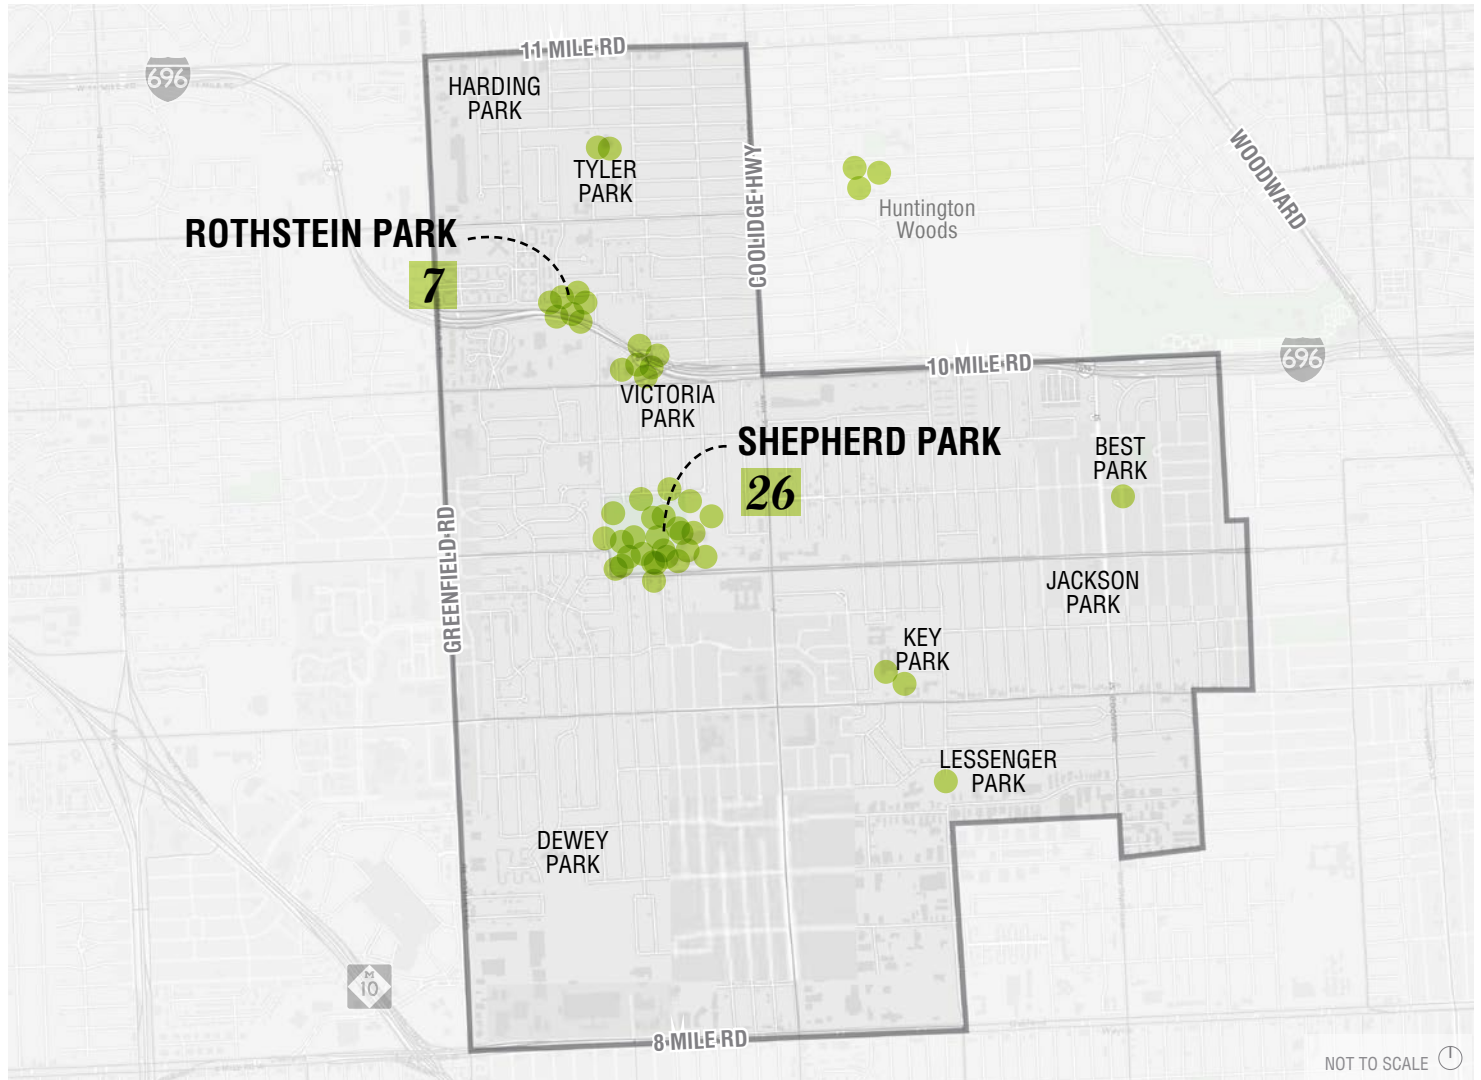 11 MILE RD
696
HARDING
PARK
WOODWARD
COOLIDGE HWY
TYLER
PARK
Huntington
Woods
ROTHSTEIN PARK
7
10 MILE RD
696
VICTORIA
PARK
SHEPHERD PARK
26
BEST
PARK
GREENFIELD RD
JACKSON
PARK
KEY
PARK
LESSENGER
PARK
DEWEY
PARK
M
10
8 MILE RD
NOT TO SCALE